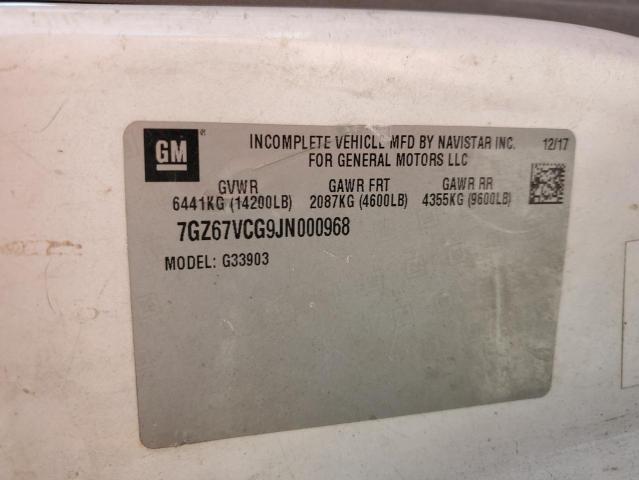 GM
INCOMPLETE VEHICLE MFD BY NAVISTAR INC. 12/17
FOR GENERAL MOTORS LLC
GVWR GAWR FRT GAWR RR
6441KG (14200LB) 2087KG (4600LB) 4355KG (9600LB)
7GZ67VCG9JN000968
MODEL: G33903